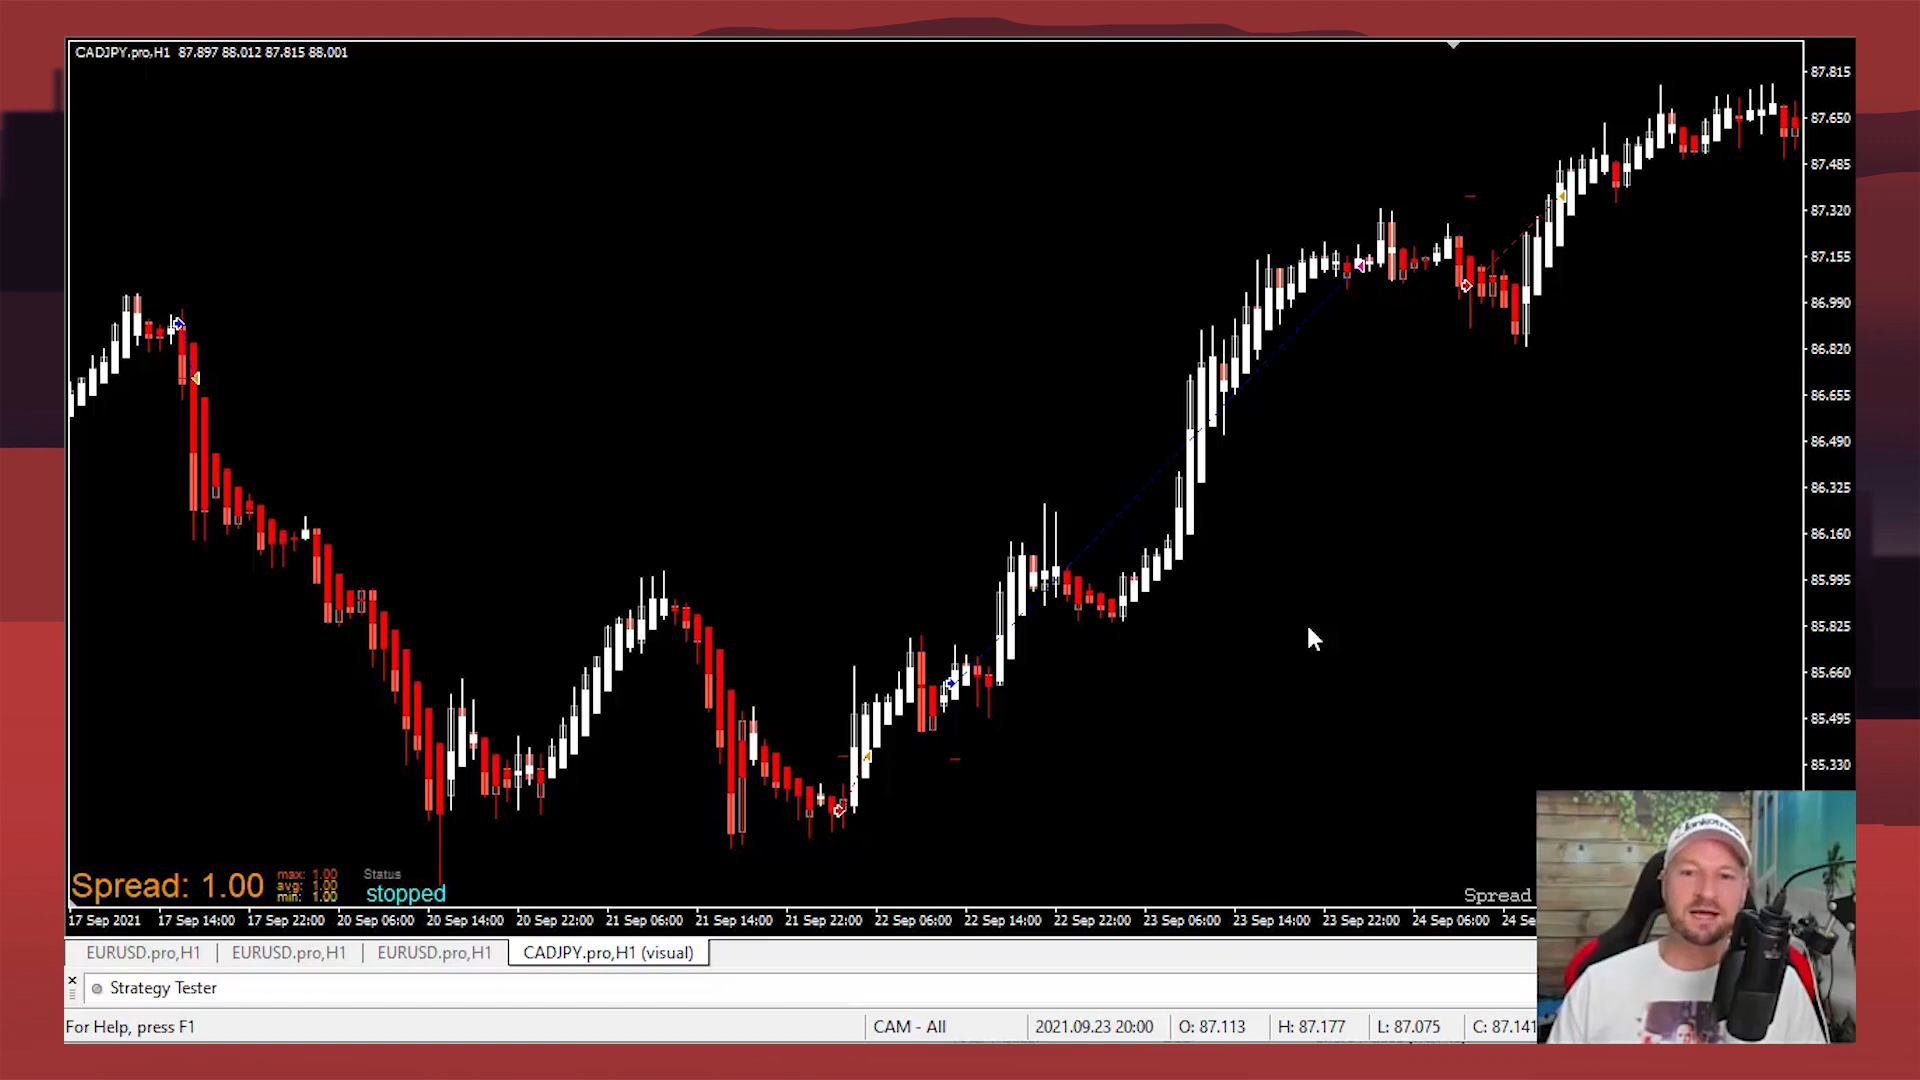 CADJPY.pro,H1 87.897 88.012 87.815 88.001
87.815
87.650
87.485
87.320
87.155
86.990
86.820
86.655
86.490
86.325
86.160
85.995
85.825
85.660
85.495
85.330
Spread: 1.00
max: 1.00
avg: 1.00
min: 1.00
Status
stopped
Spread
17 Sep 2021 17 Sep 14:00 17 Sep 22:00 20 Sep 06:00 20 Sep 14:00 20 Sep 22:00 21 Sep 06:00 21 Sep 14:00 21 Sep 22:00 22 Sep 06:00 22 Sep 14:00 22 Sep 22:00 23 Sep 06:00 23 Sep 14:00 23 Sep 22:00 24 Sep 06:00 24 Se
EURUSD.pro,H1 EURUSD.pro,H1 EURUSD.pro,H1 CADJPY.pro,H1 (visual)
Strategy Tester
For Help, press F1 CAM - All 2021.09.23 20:00 O: 87.113 H: 87.177 L: 87.075 C: 87.141